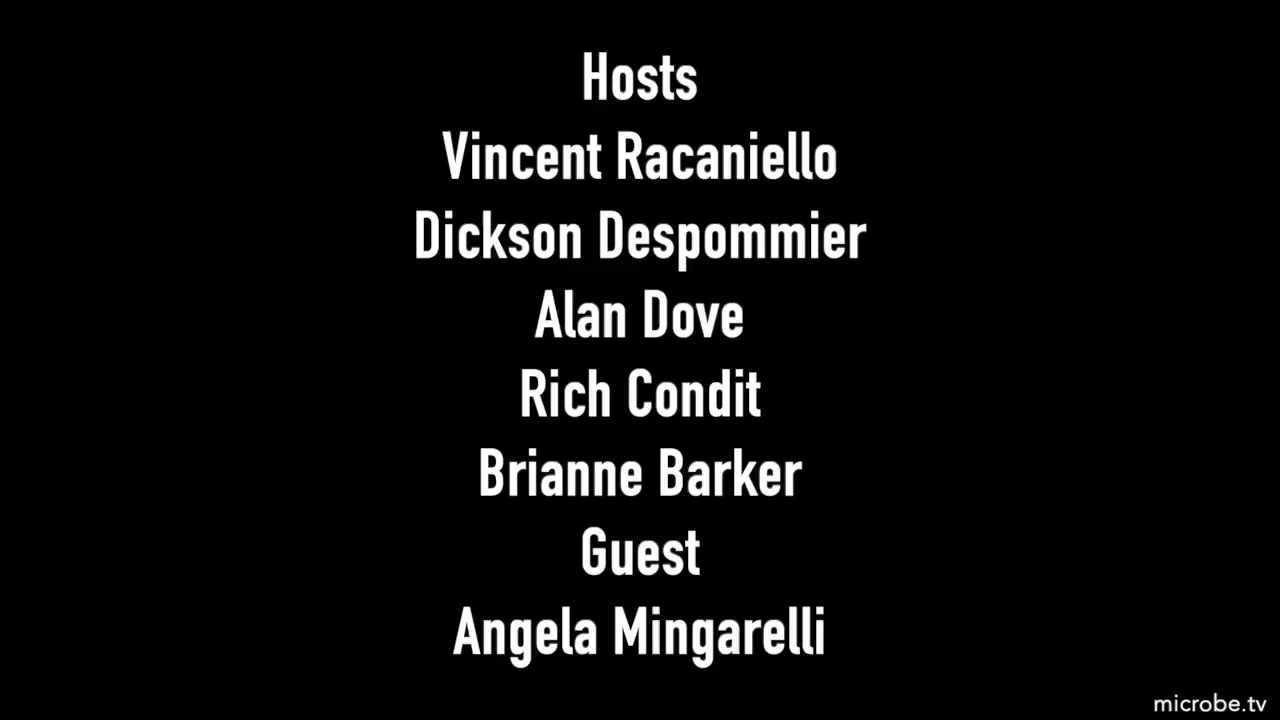 Hosts
Vincent Racaniello
Dickson Despommier
Alan Dove
Rich Condit
Brianne Barker
Guest
Angela Mingarelli
microbe.tv